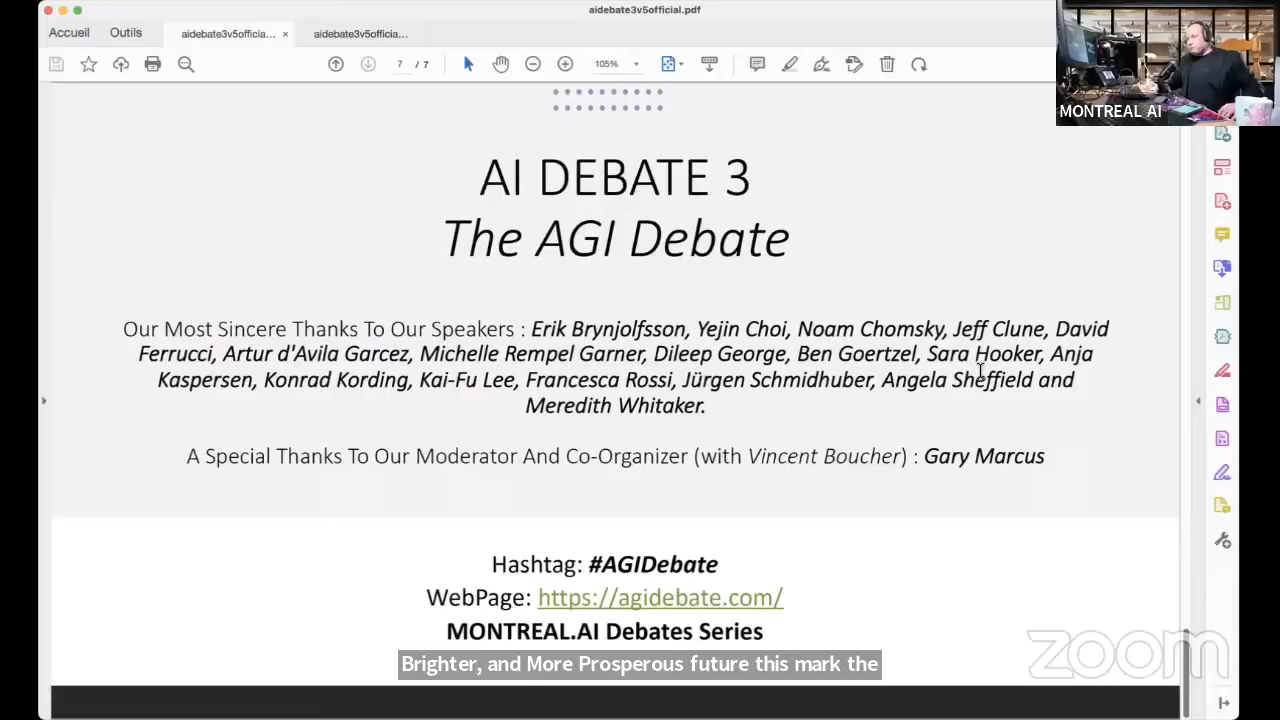 aidebate3v5official.pdf
Accueil Outils aidebate3v5officia... × aidebate3v5officia...
7 / 7 105%
MONTREAL AI
AI DEBATE 3
The AGI Debate
Our Most Sincere Thanks To Our Speakers : Erik Brynjolfsson, Yejin Choi, Noam Chomsky, Jeff Clune, David
Ferrucci, Artur d'Avila Garcez, Michelle Rempel Garner, Dileep George, Ben Goertzel, Sara Hooker, Anja
Kaspersen, Konrad Kording, Kai-Fu Lee, Francesca Rossi, Jürgen Schmidhuber, Angela Sheffield and
Meredith Whitaker.
A Special Thanks To Our Moderator And Co-Organizer (with Vincent Boucher) : Gary Marcus
Hashtag: #AGIDebate
WebPage: https://agidebate.com/
MONTREAL.AI Debates Series
Brighter, and More Prosperous future this mark the
zoom